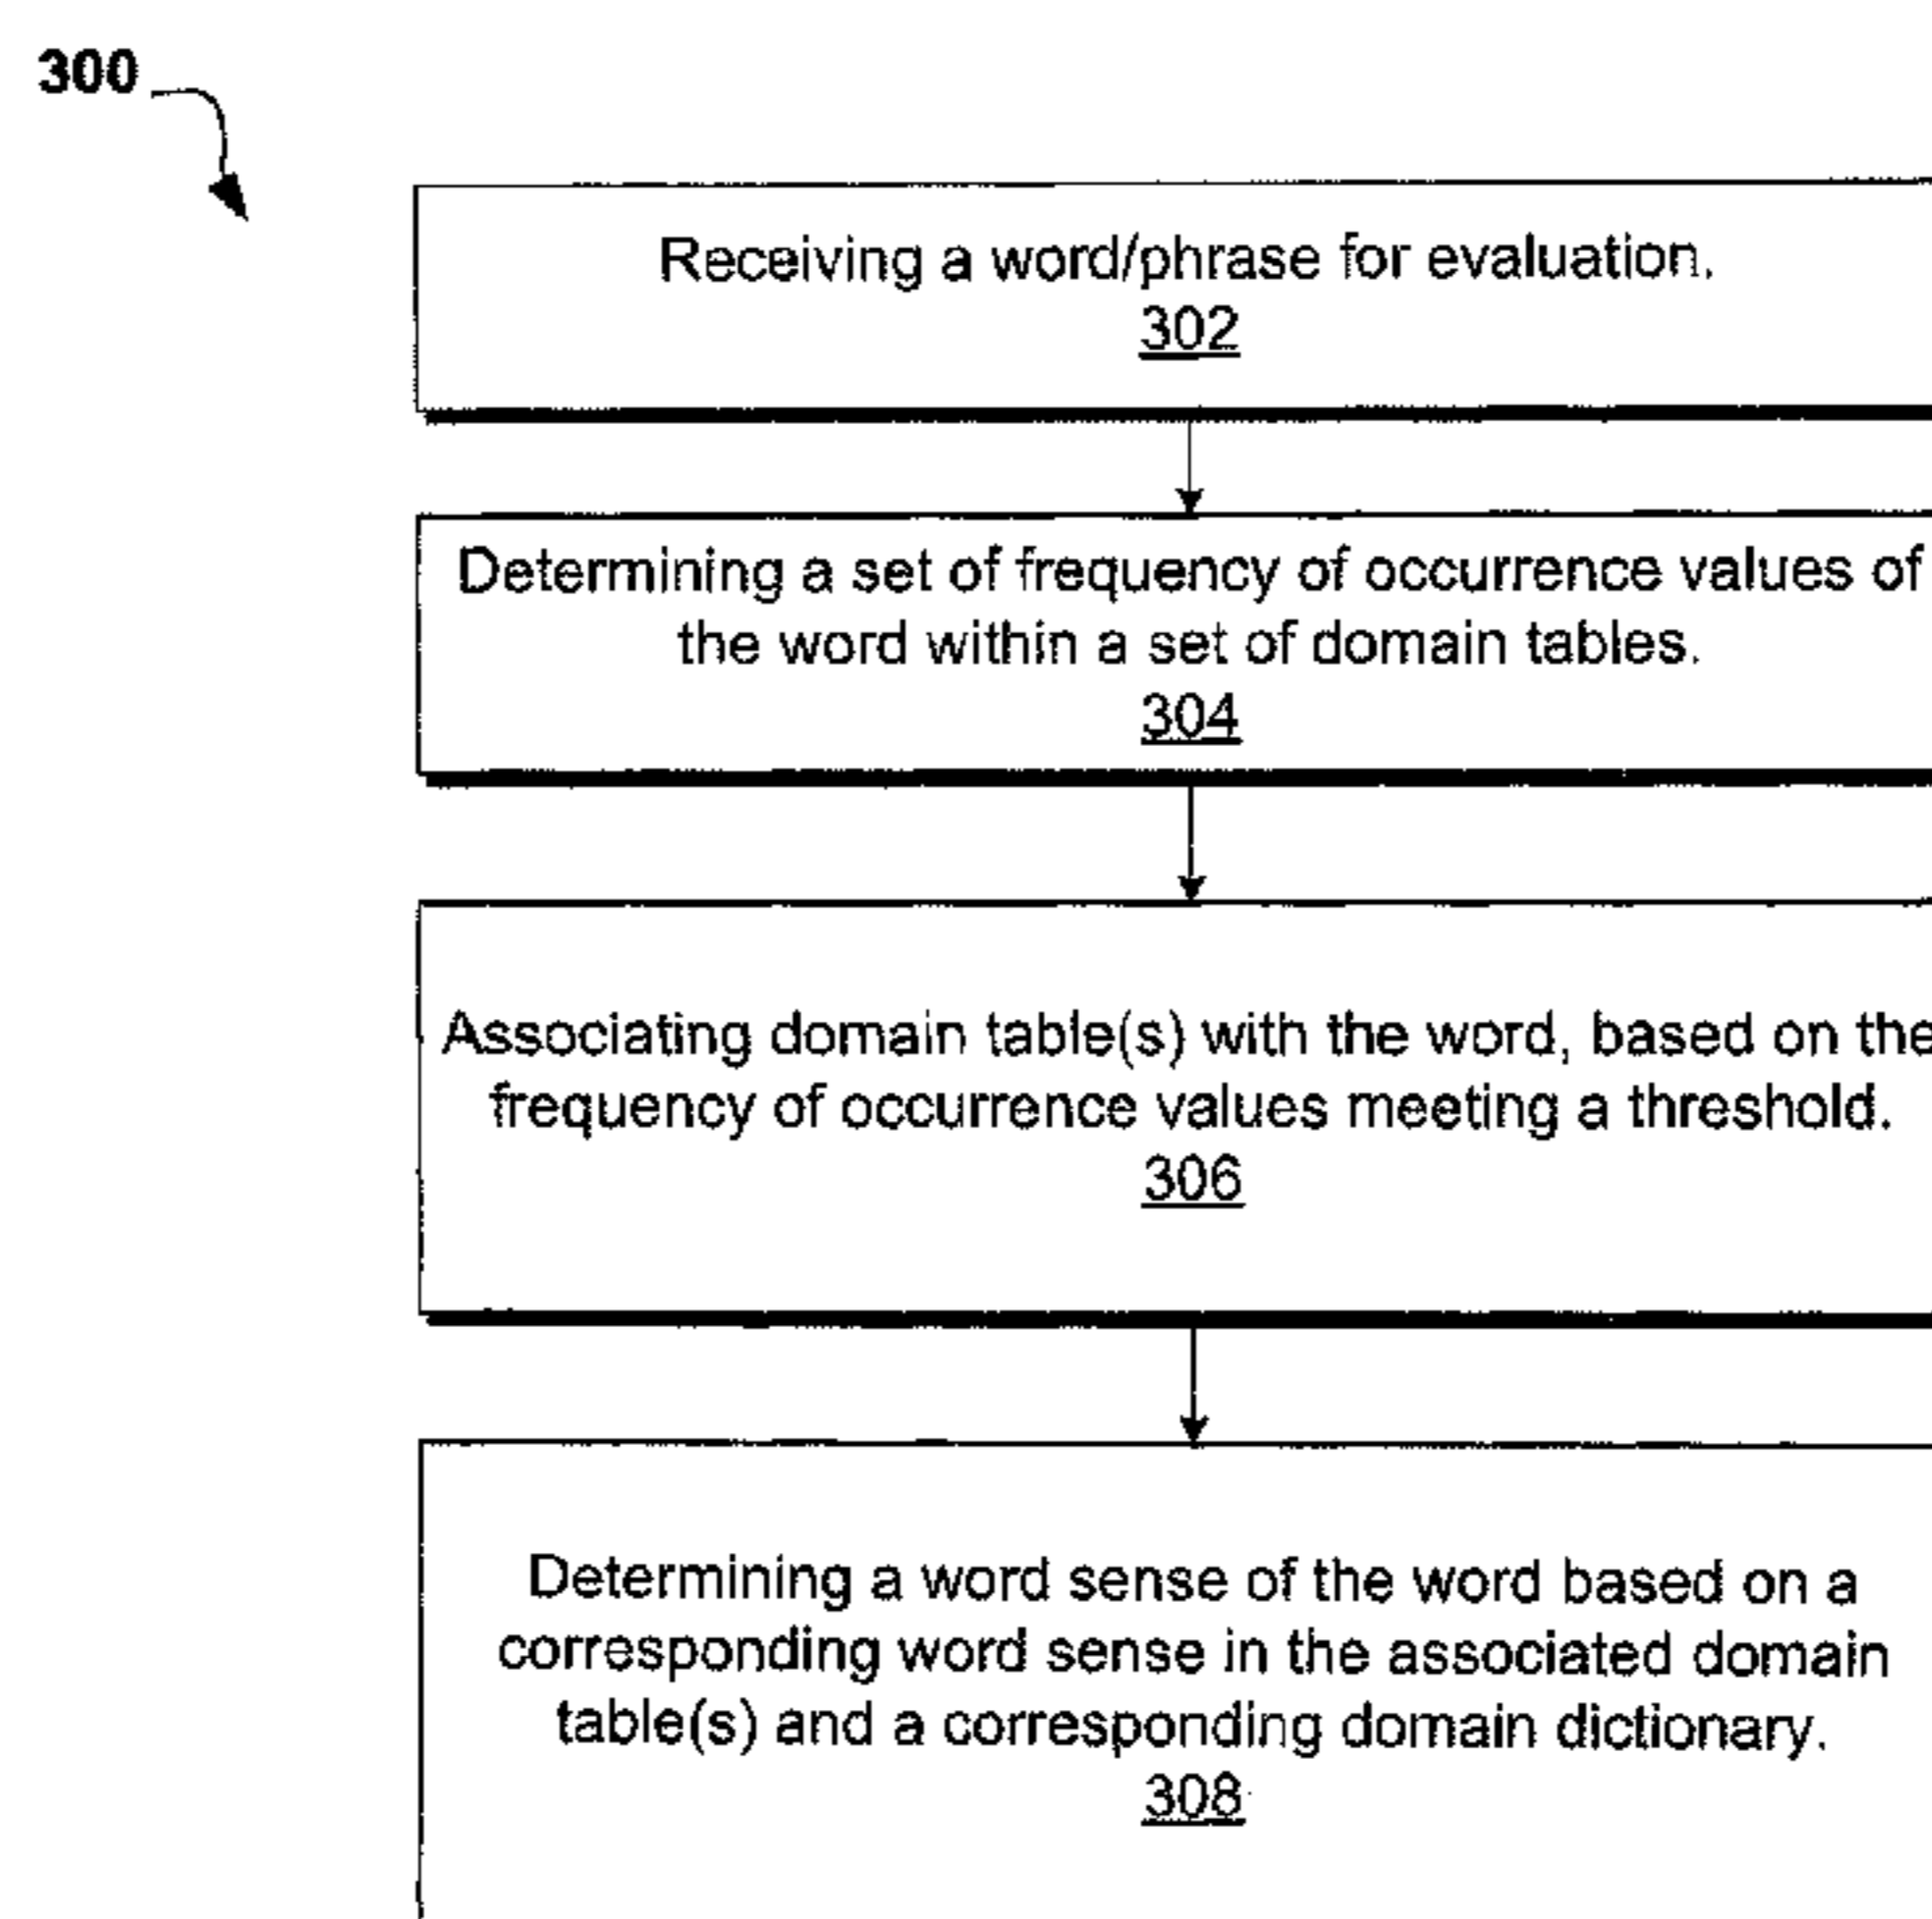 300
Receiving a word/phrase for evaluation.
302
Determining a set of frequency of occurrence values of
the word within a set of domain tables.
304
Associating domain table(s) with the word, based on the
frequency of occurrence values meeting a threshold.
306
Determining a word sense of the word based on a
corresponding word sense in the associated domain
table(s) and a corresponding domain dictionary.
308